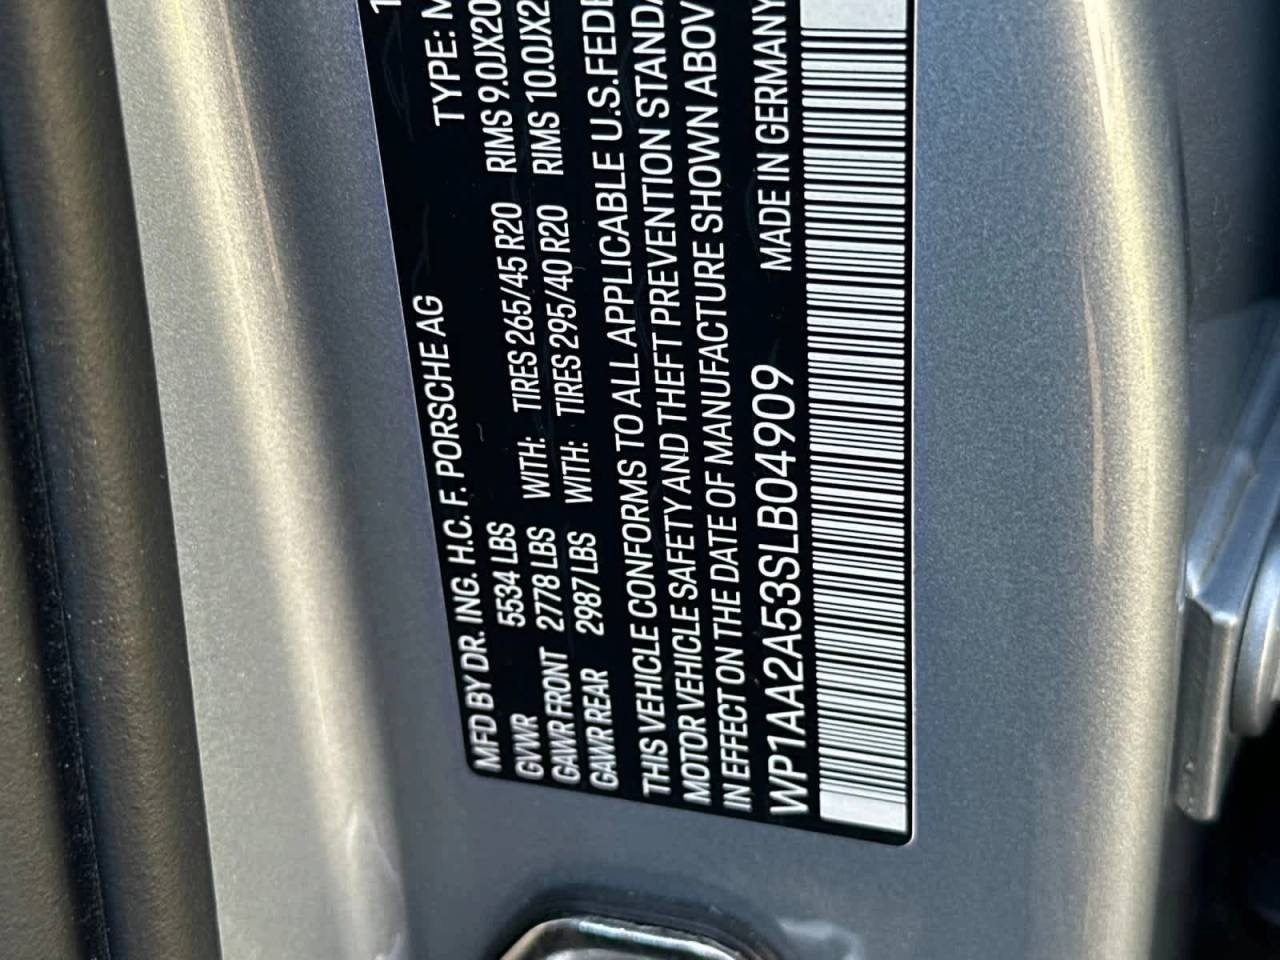 MFD BY DR. ING. H.C. F. PORSCHE AG TYPE:
GVWR 5534 LBS
GAWR FRONT 2778 LBS WITH: TIRES 265/45 R20 RIMS 9.0JX20
GAWR REAR 2987 LBS WITH: TIRES 295/40 R20 RIMS 10.0JX2
THIS VEHICLE CONFORMS TO ALL APPLICABLE U.S.FEDE
MOTOR VEHICLE SAFETY AND THEFT PREVENTION STANDA
IN EFFECT ON THE DATE OF MANUFACTURE SHOWN ABOV
WP1AA2A53SLB04909 MADE IN GERMANY